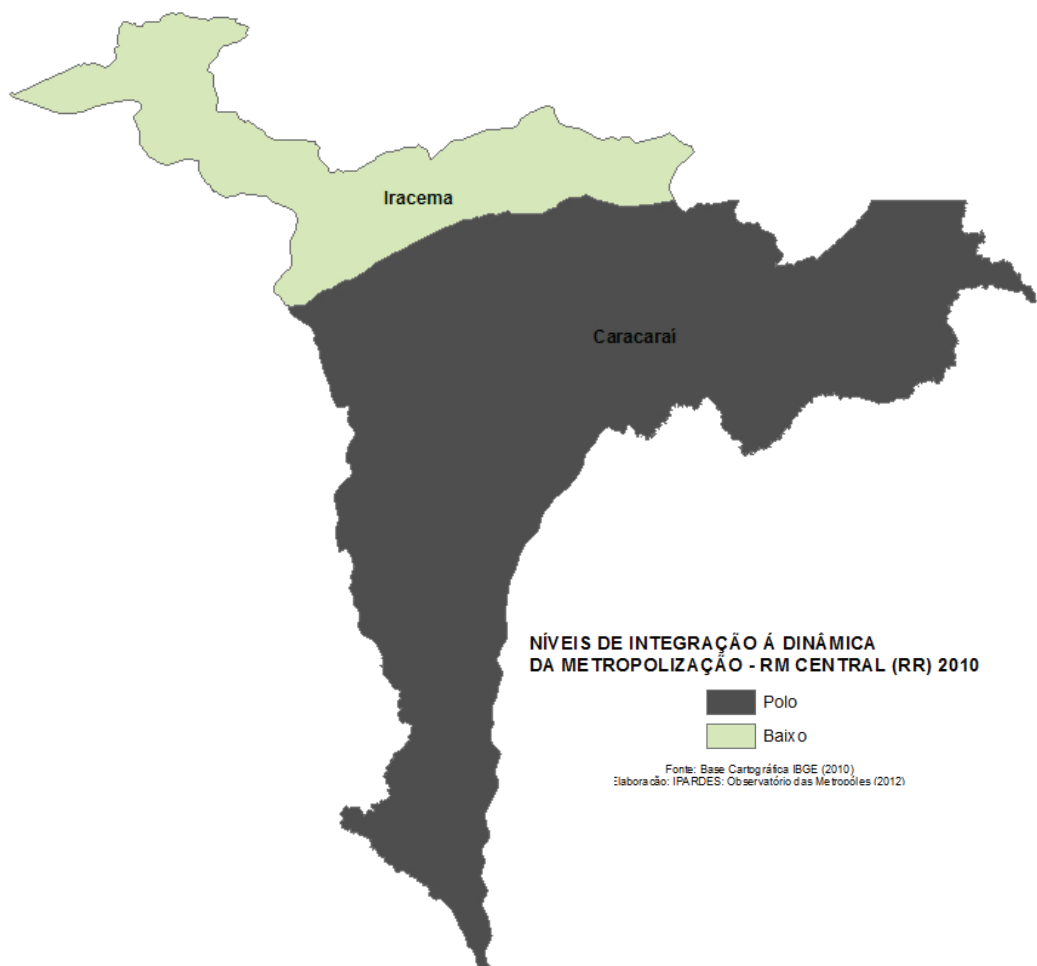 Iracema
Caracaraí
NÍVEIS DE INTEGRAÇÃO Á DINÂMICA
DA METROPOLIZAÇÃO - RM CENTRAL (RR) 2010
Polo
Baixo
Fonte: Base Cartográfica IBGE (2010)
Elaboração: IPARDES: Observatório das Metropóles (2012)